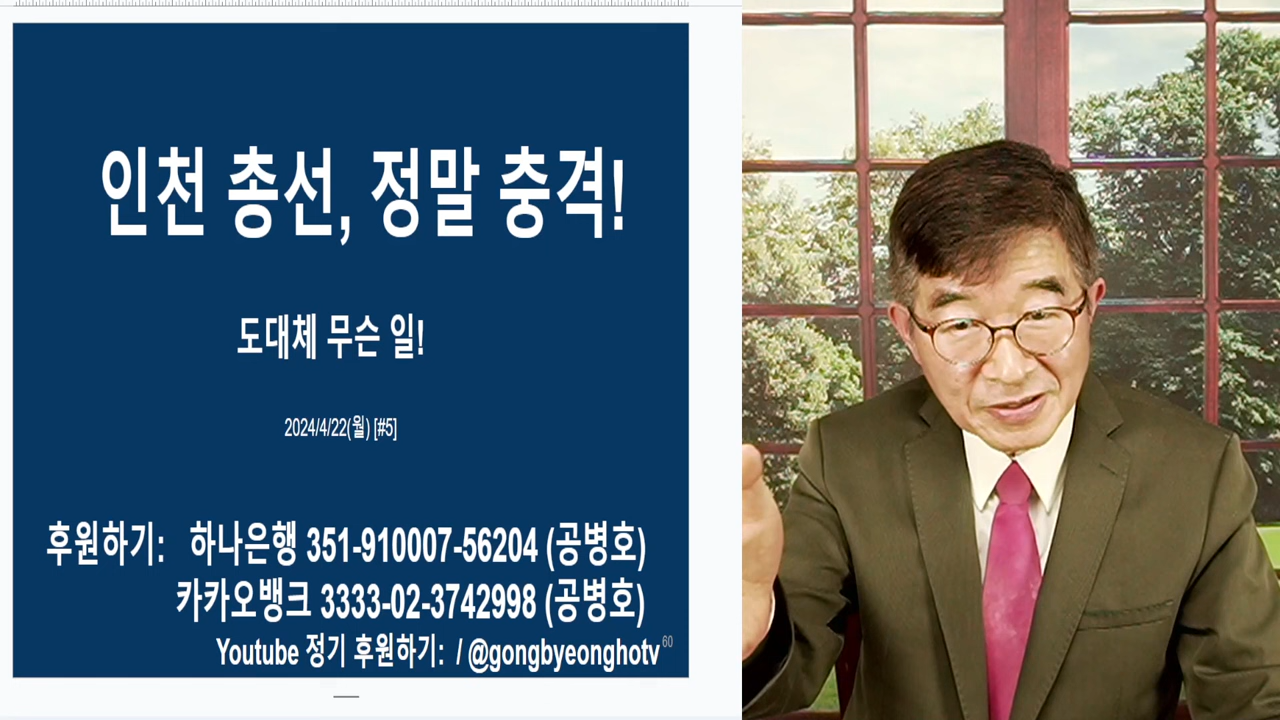 인천 총선, 정말 충격!
도대체 무슨 일!
2024/4/22(월) [#5]
후원하기: 하나은행 351-910007-56204 (공병호)
카카오뱅크 3333-02-3742998 (공병호)
Youtube 정기 후원하기: / @gongbyeonghotv
60